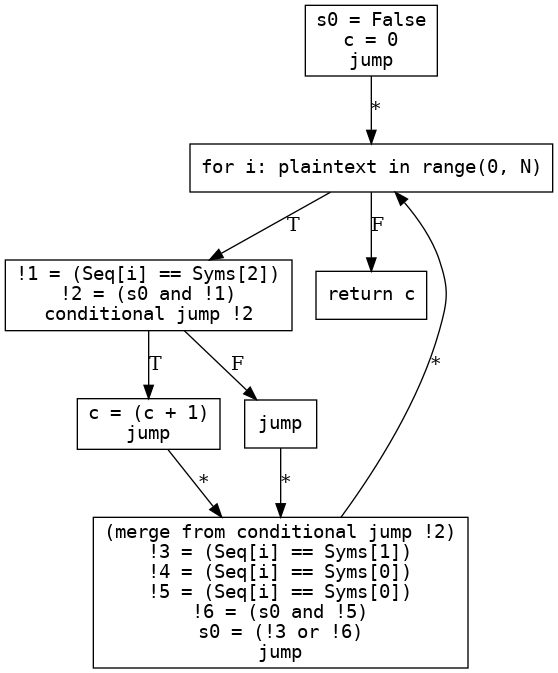 s0 = False
c = 0
jump
*
for i: plaintext in range(0, N)
T
F
!1 = (Seq[i] == Syms[2])
!2 = (s0 and !1)
conditional jump !2
return c
*
T
F
c = (c + 1)
jump
jump
*
*
(merge from conditional jump !2)
!3 = (Seq[i] == Syms[1])
!4 = (Seq[i] == Syms[0])
!5 = (Seq[i] == Syms[0])
!6 = (s0 and !5)
s0 = (!3 or !6)
jump